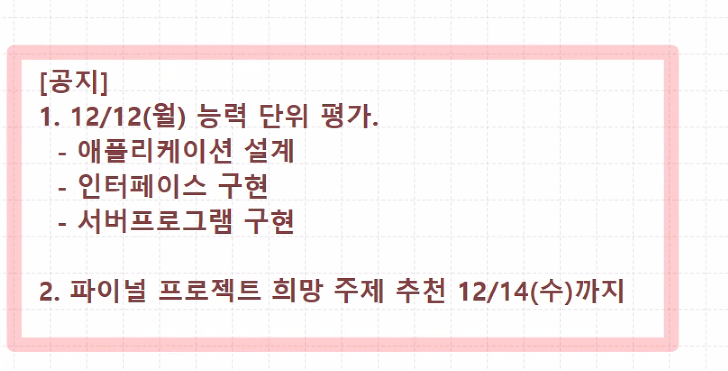 [공지]
1. 12/12(월) 능력 단위 평가.
- 애플리케이션 설계
- 인터페이스 구현
- 서버프로그램 구현
2. 파이널 프로젝트 희망 주제 추천 12/14(수)까지